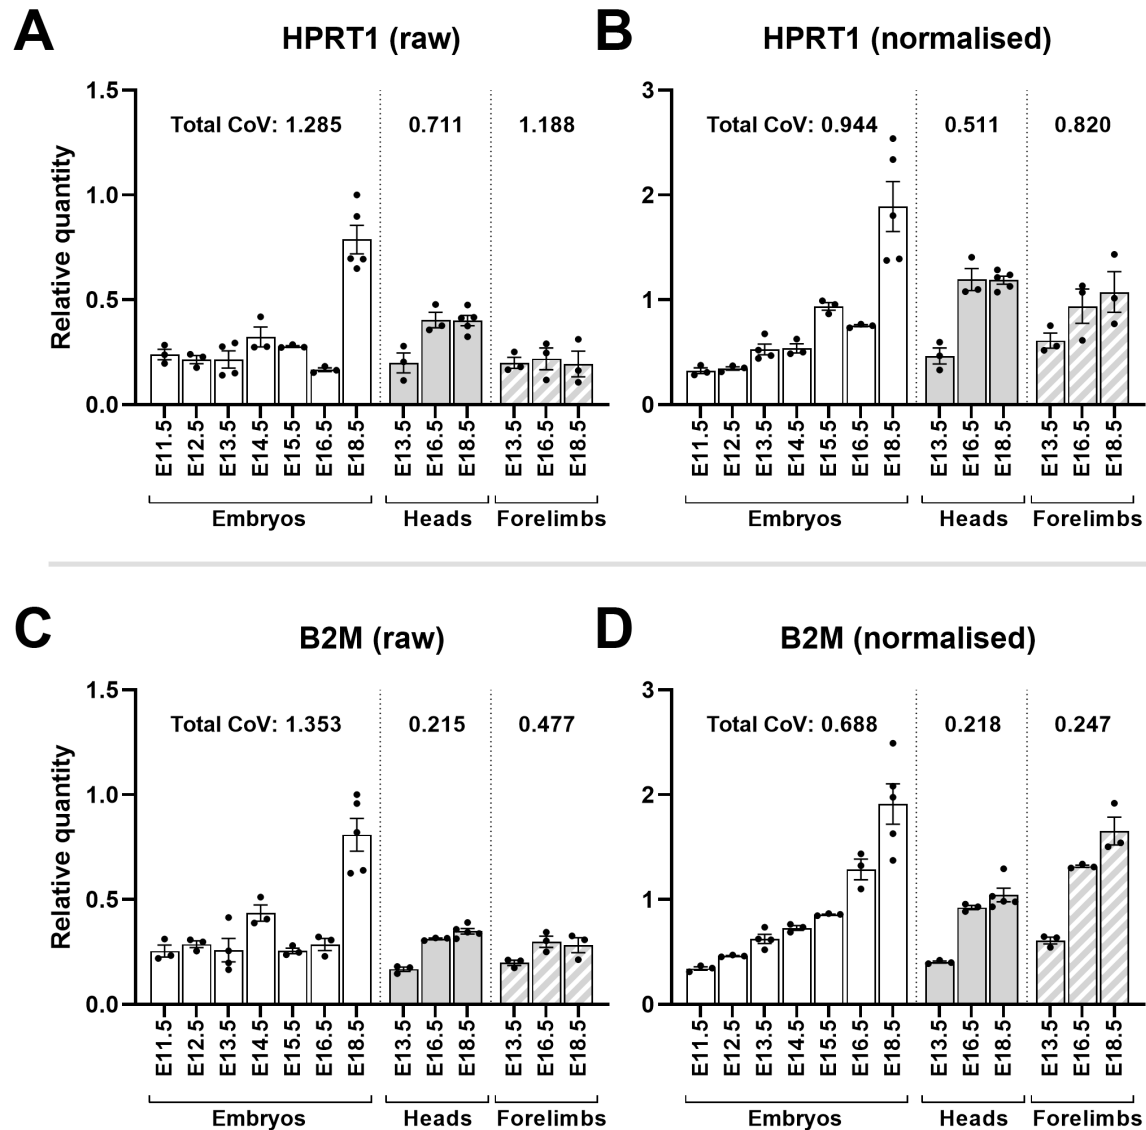 A
HPRT1 (raw)
Relative quantity
1.5
1.0
0.5
0.0
Total CoV: 1.285 0.711 1.188
E11.5 E12.5 E13.5 E14.5 E15.5 E16.5 E18.5 E13.5 E16.5 E18.5 E13.5 E16.5 E18.5
Embryos Heads Forelimbs
B
HPRT1 (normalised)
3
2
1
0
Total CoV: 0.944 0.511 0.820
E11.5 E12.5 E13.5 E14.5 E15.5 E16.5 E18.5 E13.5 E16.5 E18.5 E13.5 E16.5 E18.5
Embryos Heads Forelimbs
C
B2M (raw)
Relative quantity
1.5
1.0
0.5
0.0
Total CoV: 1.353 0.215 0.477
E11.5 E12.5 E13.5 E14.5 E15.5 E16.5 E18.5 E13.5 E16.5 E18.5 E13.5 E16.5 E18.5
Embryos Heads Forelimbs
D
B2M (normalised)
3
2
1
0
Total CoV: 0.688 0.218 0.247
E11.5 E12.5 E13.5 E14.5 E15.5 E16.5 E18.5 E13.5 E16.5 E18.5 E13.5 E16.5 E18.5
Embryos Heads Forelimbs